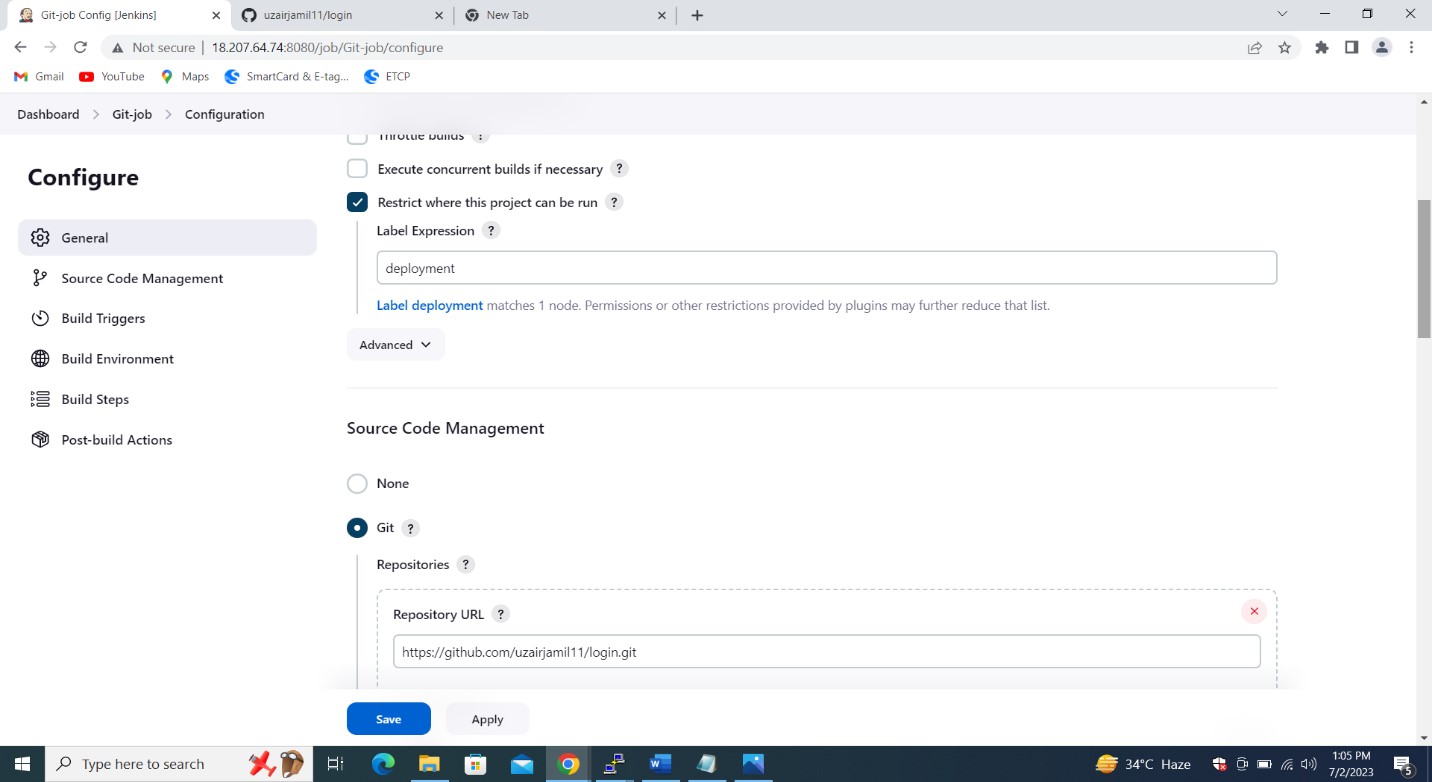 Git-job Config [Jenkins]
uzairjamil11/login
New Tab
Not secure
18.207.64.74:8080/job/Git-job/configure
Gmail
YouTube
Maps
SmartCard & E-tag...
ETCP
Dashboard
Git-job
Configuration
Throttle builds ?
Execute concurrent builds if necessary ?
Configure
Restrict where this project can be run ?
Label Expression ?
General
deployment
Source Code Management
Label deployment matches 1 node. Permissions or other restrictions provided by plugins may further reduce that list.
Build Triggers
Advanced
Build Environment
Build Steps
Post-build Actions
Source Code Management
None
Git ?
Repositories ?
Repository URL ?
https://github.com/uzairjamil11/login.git
Save
Apply
Type here to search
34°C Haze
1:05 PM
7/2/2023
5